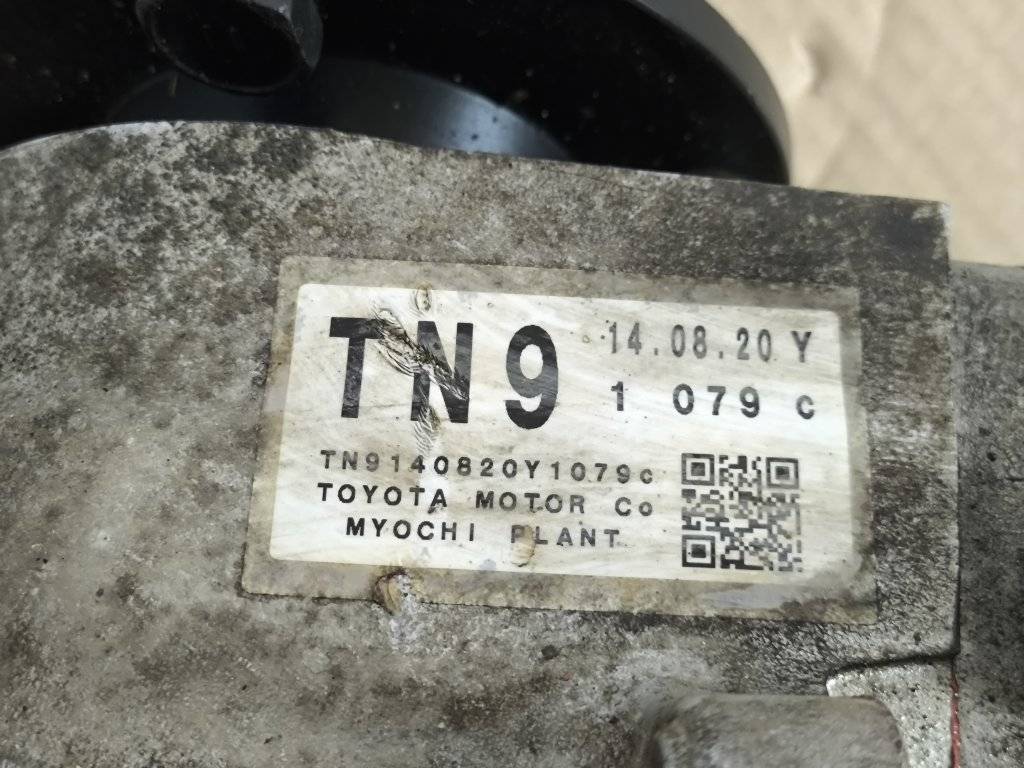 TN9
14.08.20 Y
1 079 c
TN9140820Y1079c
TOYOTA MOTOR Co
MYOCHI PLANT